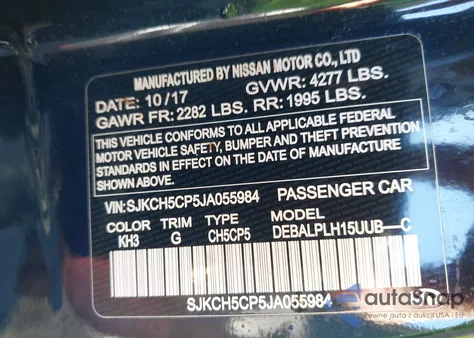 MANUFACTURED BY NISSAN MOTOR CO., LTD
DATE: 10/17 GVWR: 4277 LBS.
GAWR FR: 2282 LBS. RR: 1995 LBS.
THIS VEHICLE CONFORMS TO ALL APPLICABLE FEDERAL
MOTOR VEHICLE SAFETY, BUMPER AND THEFT PREVENTION
STANDARDS IN EFFECT ON THE DATE OF MANUFACTURE
SHOWN ABOVE.
VIN:SJKCH5CP5JA055984 PASSENGER CAR
COLOR TRIM TYPE MODEL
KH3 G CH5CP5 DEBALPLH15UUB--C
SJKCH5CP5JA055984
autoSnap
Pewne auta z aukcji USA i EU